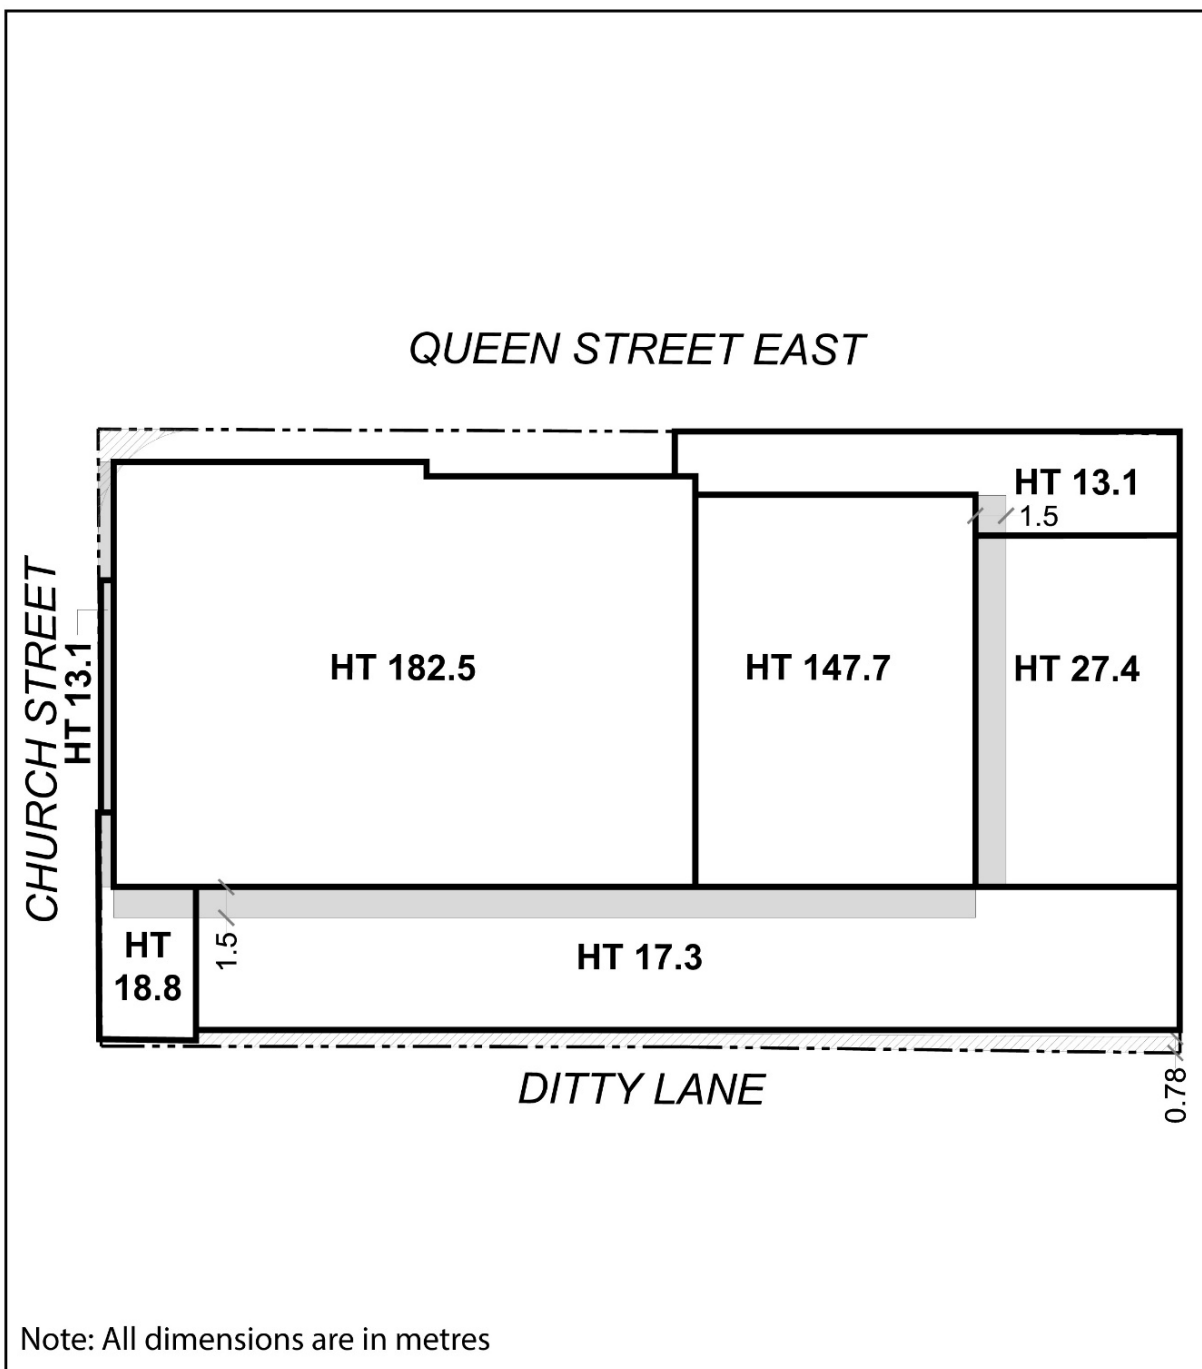 QUEEN STREET EAST
HT 13.1
1.5
CHURCH STREET
HT 13.1
HT 182.5
HT 147.7
HT 27.4
HT
18.8
1.5
HT 17.3
DITTY LANE
0.78
Note: All dimensions are in metres